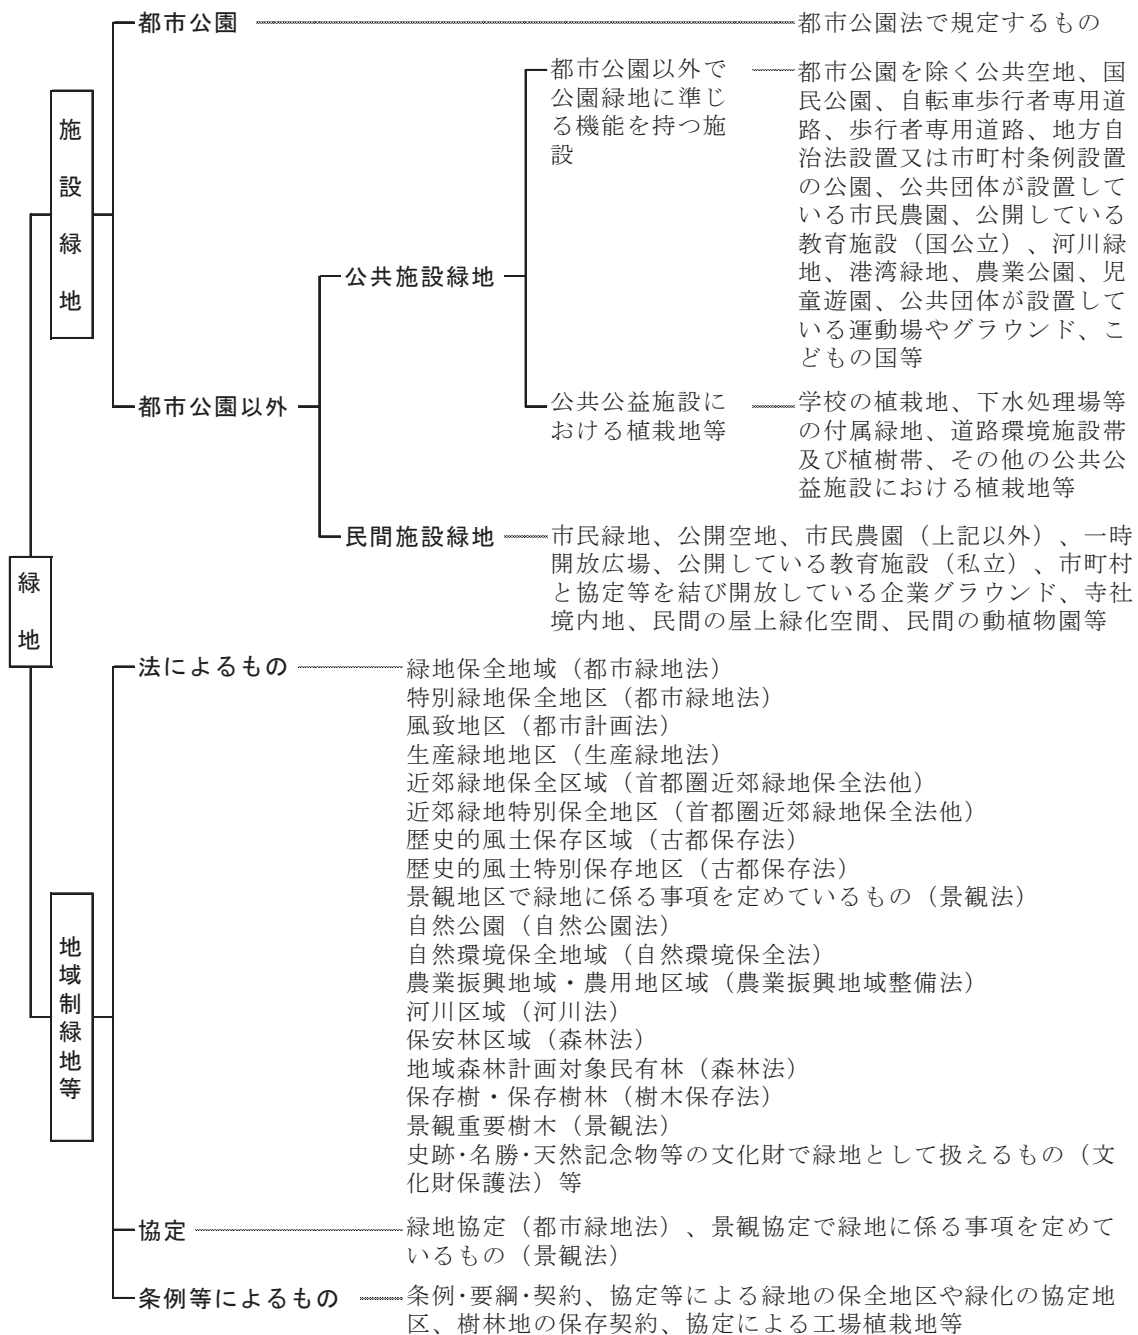 都市公園
都市公園法で規定するもの
都市公園以外で
公園緑地に準じ
る機能を持つ施
設
都市公園を除く公共空地、国
民公園、自転車歩行者専用道
路、歩行者専用道路、地方自
治法設置又は市町村条例設置
の公園、公共団体が設置して
いる市民農園、公開している
教育施設（国公立）、河川緑
地、港湾緑地、農業公園、児
童遊園、公共団体が設置して
いる運動場やグラウンド、こ
どもの国等
施設緑地
公共施設緑地
都市公園以外
公共公益施設に
おける植栽地等
学校の植栽地、下水処理場等
の付属緑地、道路環境施設帯
及び植樹帯、その他の公共公
益施設における植栽地等
民間施設緑地
市民緑地、公開空地、市民農園（上記以外）、一時
開放広場、公開している教育施設（私立）、市町村
と協定等を結び開放している企業グラウンド、寺社
境内地、民間の屋上緑化空間、民間の動植物園等
緑地
法によるもの
緑地保全地域（都市緑地法）
特別緑地保全地区（都市緑地法）
風致地区（都市計画法）
生産緑地地区（生産緑地法）
近郊緑地保全区域（首都圏近郊緑地保全法他）
近郊緑地特別保全地区（首都圏近郊緑地保全法他）
歴史的風土保存区域（古都保存法）
歴史的風土特別保存地区（古都保存法）
景観地区で緑地に係る事項を定めているもの（景観法）
自然公園（自然公園法）
自然環境保全地域（自然環境保全法）
農業振興地域・農用地区域（農業振興地域整備法）
河川区域（河川法）
保安林区域（森林法）
地域森林計画対象民有林（森林法）
保存樹・保存樹林（樹木保存法）
景観重要樹木（景観法）
史跡・名勝・天然記念物等の文化財で緑地として扱えるもの（文
化財保護法）等
地域制緑地等
協定
緑地協定（都市緑地法）、景観協定で緑地に係る事項を定めて
いるもの（景観法）
条例等によるもの
条例・要綱・契約、協定等による緑地の保全地区や緑化の協定地
区、樹林地の保存契約、協定による工場植栽地等